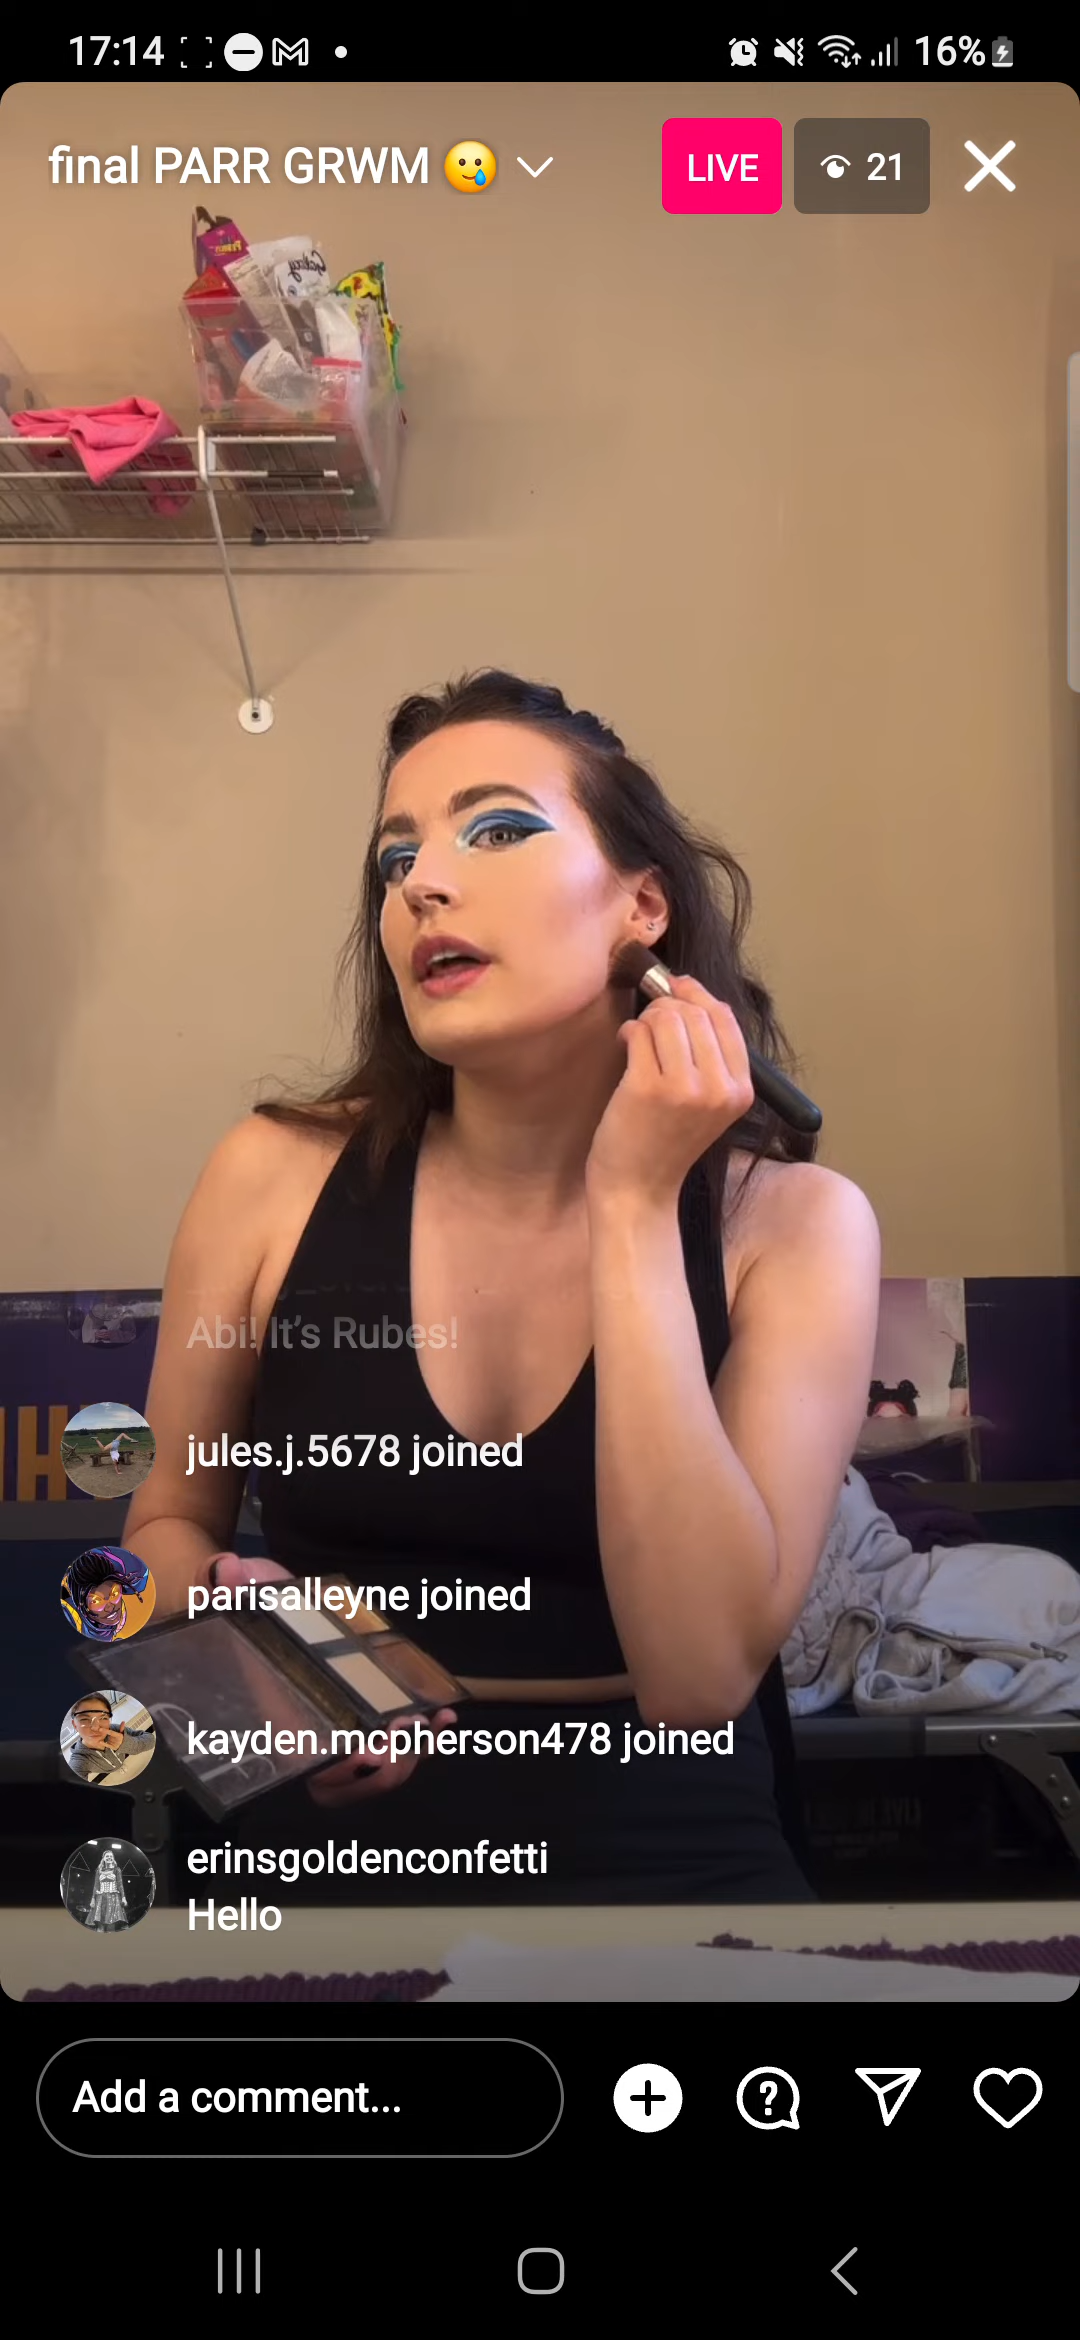 17:14
16%
final PARR GRWM 🥲
LIVE
21
Galaxy
Abi! It's Rubes!
jules.j.5678 joined
parisalleyne joined
kayden.mcpherson478 joined
erinsgoldenconfetti
Hello
Add a comment...